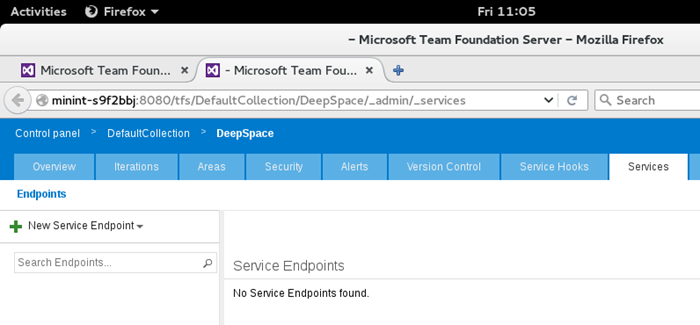 Activities Firefox Fri 11:05
– Microsoft Team Foundation Server – Mozilla Firefox
Microsoft Team Foun... × - Microsoft Team Fou... ×
minint-s9f2bbj:8080/tfs/DefaultCollection/DeepSpace/_admin/_services Search
Control panel > DefaultCollection > DeepSpace
Overview Iterations Areas Security Alerts Version Control Service Hooks Services
Endpoints
New Service Endpoint
Search Endpoints...
Service Endpoints
No Service Endpoints found.